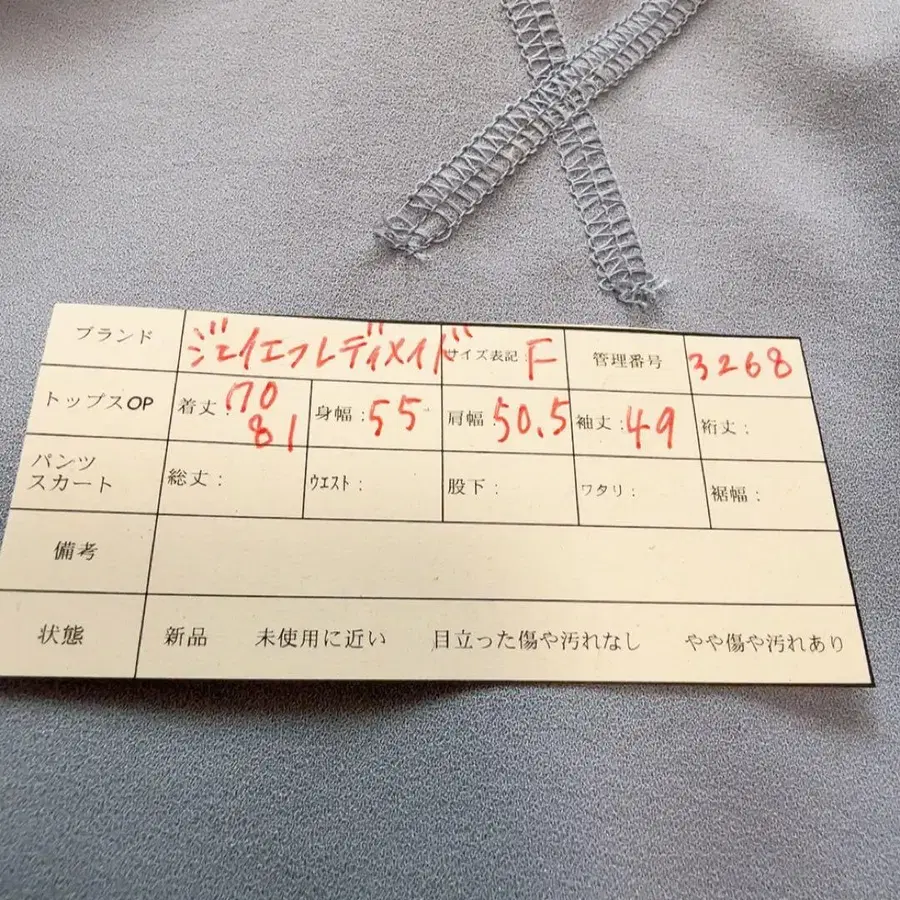 ブランド ジェイエフレディメイド サイズ表記: F 管理番号 3268
トップスOP 着丈: 70 身幅: 55 肩幅: 50.5 袖丈: 49 裄丈:
81
パンツ
スカート 総丈: ウエスト: 股下: ワタリ: 裾幅:
備考
状態 新品 未使用に近い 目立った傷や汚れなし やや傷や汚れあり